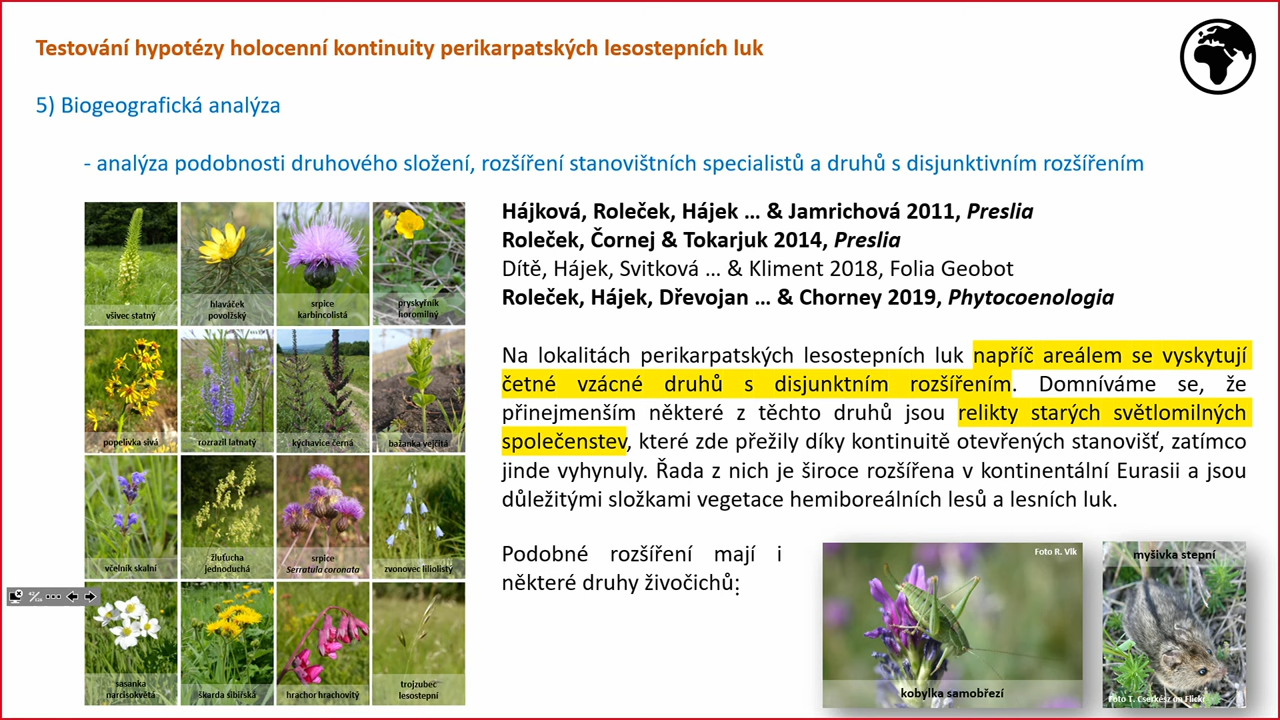 Testování hypotézy holocenní kontinuity perikarpatských lesostepních luk
5) Biogeografická analýza
- analýza podobnosti druhového složení, rozšíření stanovištních specialistů a druhů s disjunktivním rozšířením
všivec statný
hlaváček
povolžský
srpice
karbincolistá
pryskyřník
horomilný
popelivka sivá
rozrazil latnatý
kýchavice černá
bažanka vejčitá
včelník skalní
žluťucha
jednoduchá
srpice
Serratula coronata
zvonovec liliolistý
sasanka
narcisokvětá
škarda sibiřská
hrachor hrachovitý
trojzubec
lesostepní
Hájková, Roleček, Hájek ... & Jamrichová 2011, Preslia
Roleček, Čornej & Tokarjuk 2014, Preslia
Dítě, Hájek, Svitková ... & Kliment 2018, Folia Geobot
Roleček, Hájek, Dřevojan ... & Chorney 2019, Phytocoenologia
Na lokalitách perikarpatských lesostepních luk napříč areálem se vyskytují
četné vzácné druhů s disjunktním rozšířením. Domníváme se, že
přinejmenším některé z těchto druhů jsou relikty starých světlomilných
společenstev, které zde přežily díky kontinuitě otevřených stanovišť, zatímco
jinde vyhynuly. Řada z nich je široce rozšířena v kontinentální Eurasii a jsou
důležitými složkami vegetace hemiboreálních lesů a lesních luk.
Podobné rozšíření mají i
některé druhy živočichů:
Foto R. Vlk
kobylka samobřezí
myšivka stepní
Foto T. Cserkész on Flickr